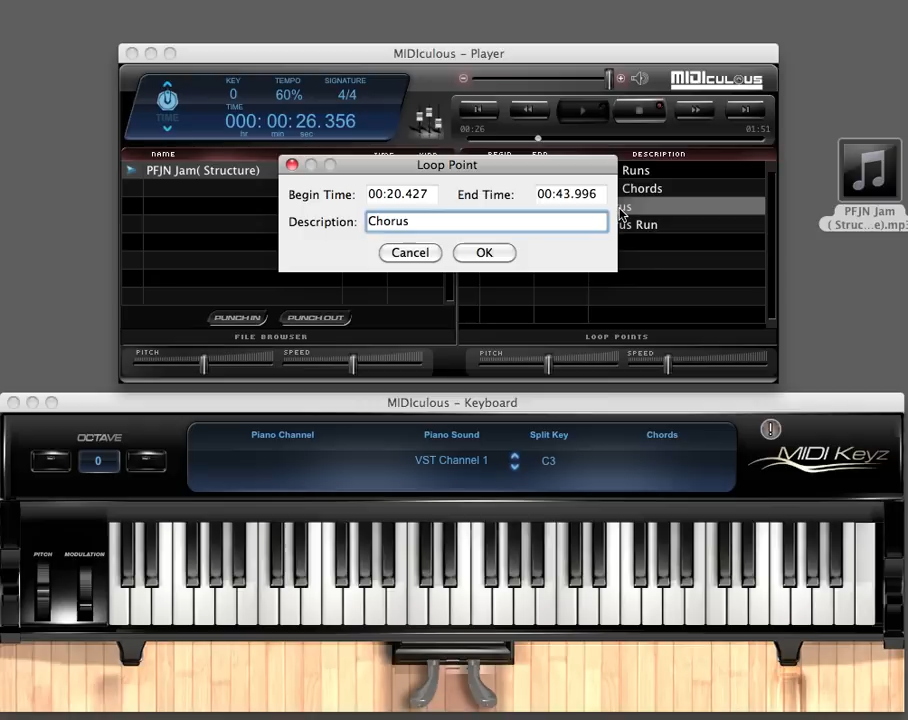 MIDIculous - Player
KEY
TEMPO
SIGNATURE
0
60%
4/4
TIME
TIME
000: 00: 26. 356
hr min sec
MIDIculous
00:26
01:51
NAME
DESCRIPTION
PFJN Jam( Structure)
Runs
Chords
us
us Run
Loop Point
Begin Time: 00:20.427 End Time: 00:43.996
Description: Chorus
Cancel OK
PUNCH IN PUNCH OUT
FILE BROWSER
LOOP POINTS
PITCH SPEED
PITCH SPEED
PFJN Jam
( Struc...e).mp3
MIDIculous - Keyboard
OCTAVE
0
Piano Channel Piano Sound Split Key Chords
VST Channel 1 C3
MIDI Keyz
PITCH MODULATION